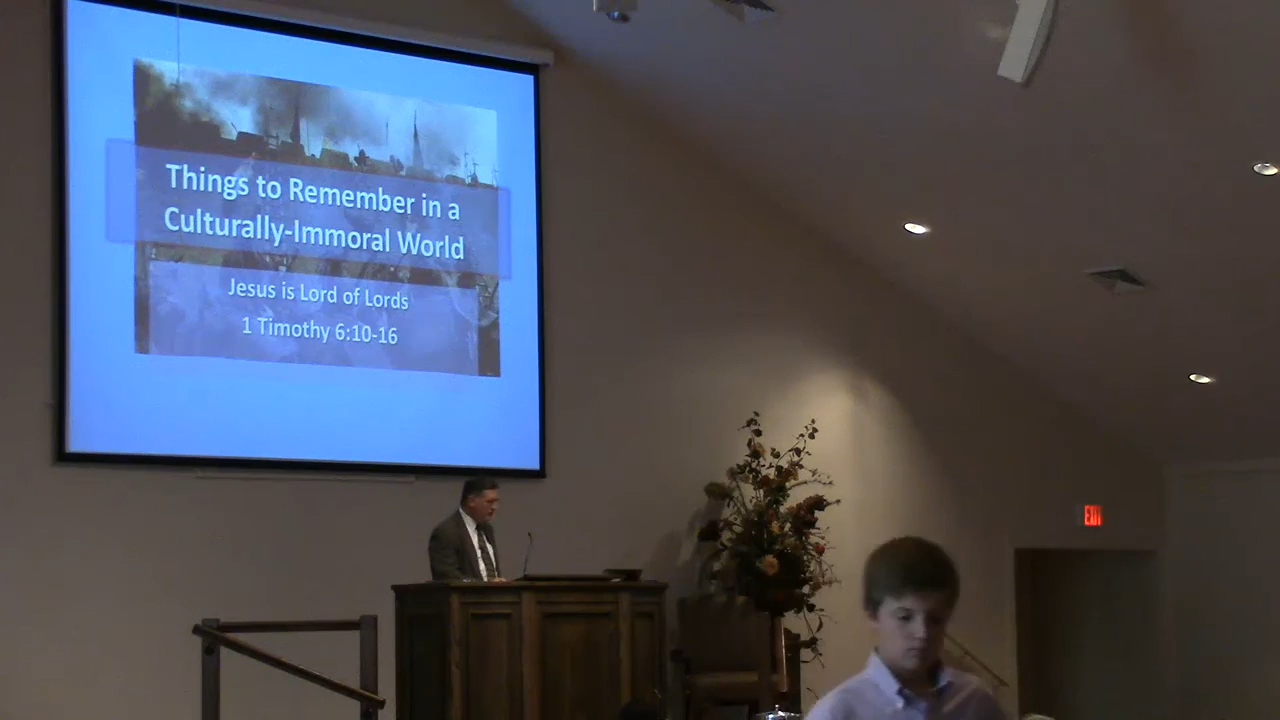 Things to Remember in a
Culturally-Immoral World
Jesus is Lord of Lords
1 Timothy 6:10-16
EXIT